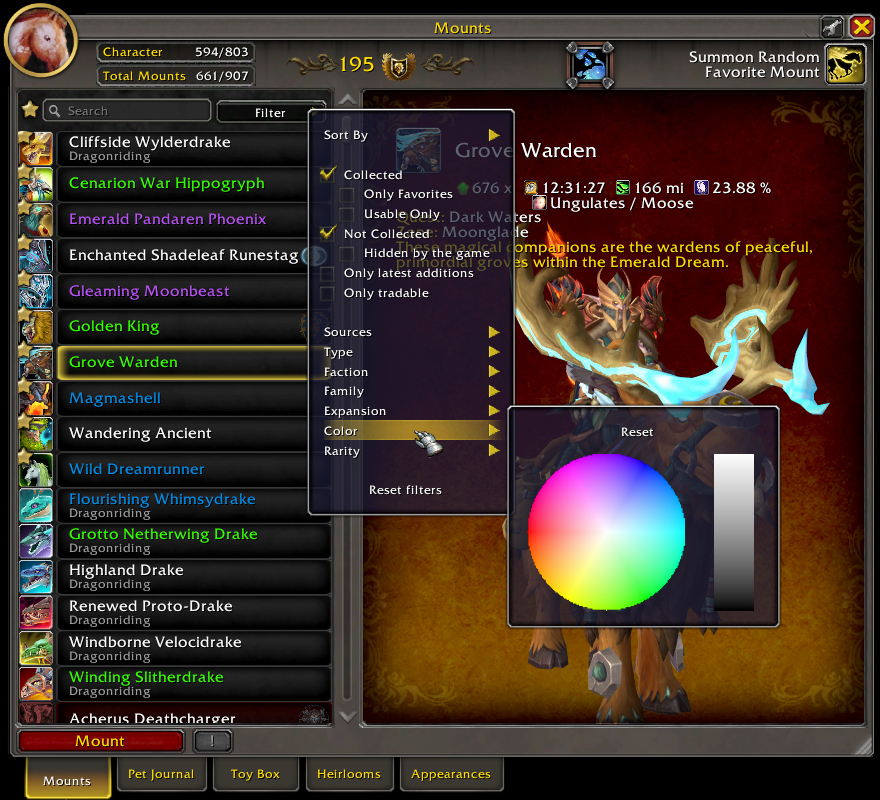 Mounts
Character 594/803
Total Mounts 661/907
195
Summon Random
Favorite Mount
Search
Filter
Cliffside Wylderdrake
Dragonriding
Cenarion War Hippogryph
Emerald Pandaren Phoenix
Enchanted Shadeleaf Runestag
Gleaming Moonbeast
Golden King
Grove Warden
Magmashell
Wandering Ancient
Wild Dreamrunner
Flourishing Whimsydrake
Dragonriding
Grotto Netherwing Drake
Dragonriding
Highland Drake
Dragonriding
Renewed Proto-Drake
Dragonriding
Windborne Velocidrake
Dragonriding
Winding Slitherdrake
Dragonriding
Acherus Deathcharger
Sort By
Collected
Only Favorites
Usable Only
Not Collected
Hidden by the game
Only latest additions
Only tradable
Sources
Type
Faction
Family
Expansion
Color
Rarity
Reset filters
Grove Warden
676 x 12:31:27 166 mi 23.88 %
Ungulates / Moose
Quest: Dark Waters
Zone: Moonglade
These magical companions are the wardens of peaceful,
primordial groves within the Emerald Dream.
Reset
Mount
!
Mounts
Pet Journal
Toy Box
Heirlooms
Appearances